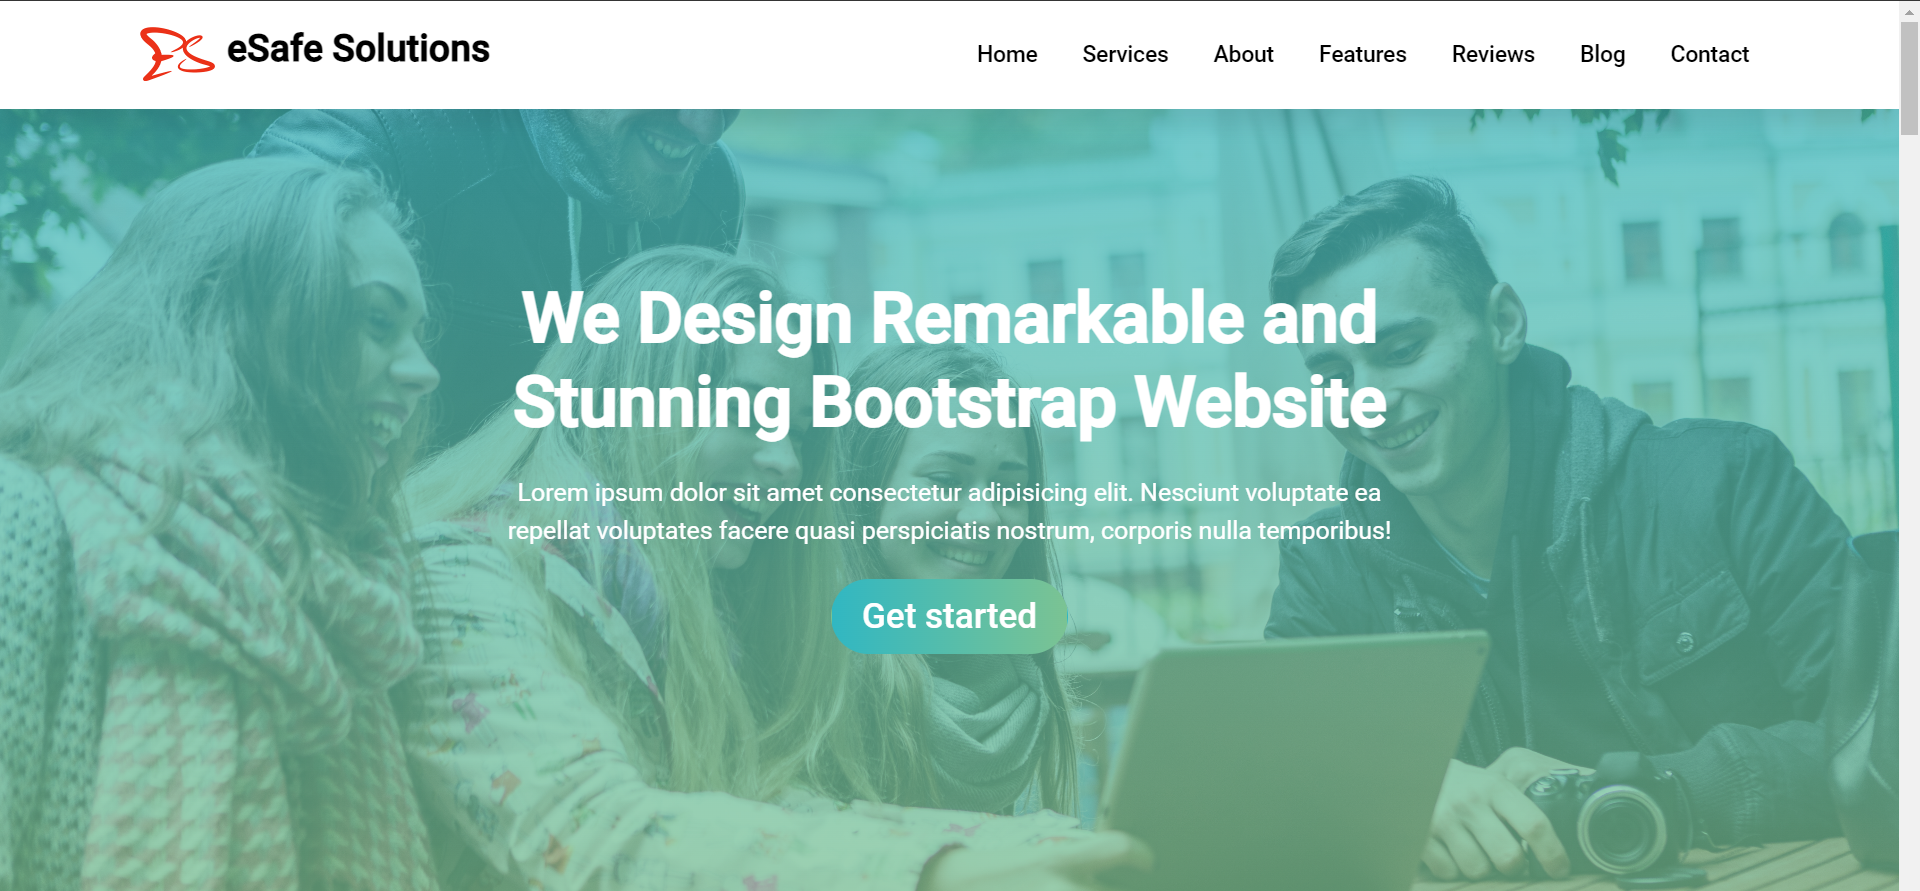 eSafe Solutions
Home Services About Features Reviews Blog Contact
We Design Remarkable and
Stunning Bootstrap Website
Lorem ipsum dolor sit amet consectetur adipisicing elit. Nesciunt voluptate ea
repellat voluptates facere quasi perspiciatis nostrum, corporis nulla temporibus!
Get started